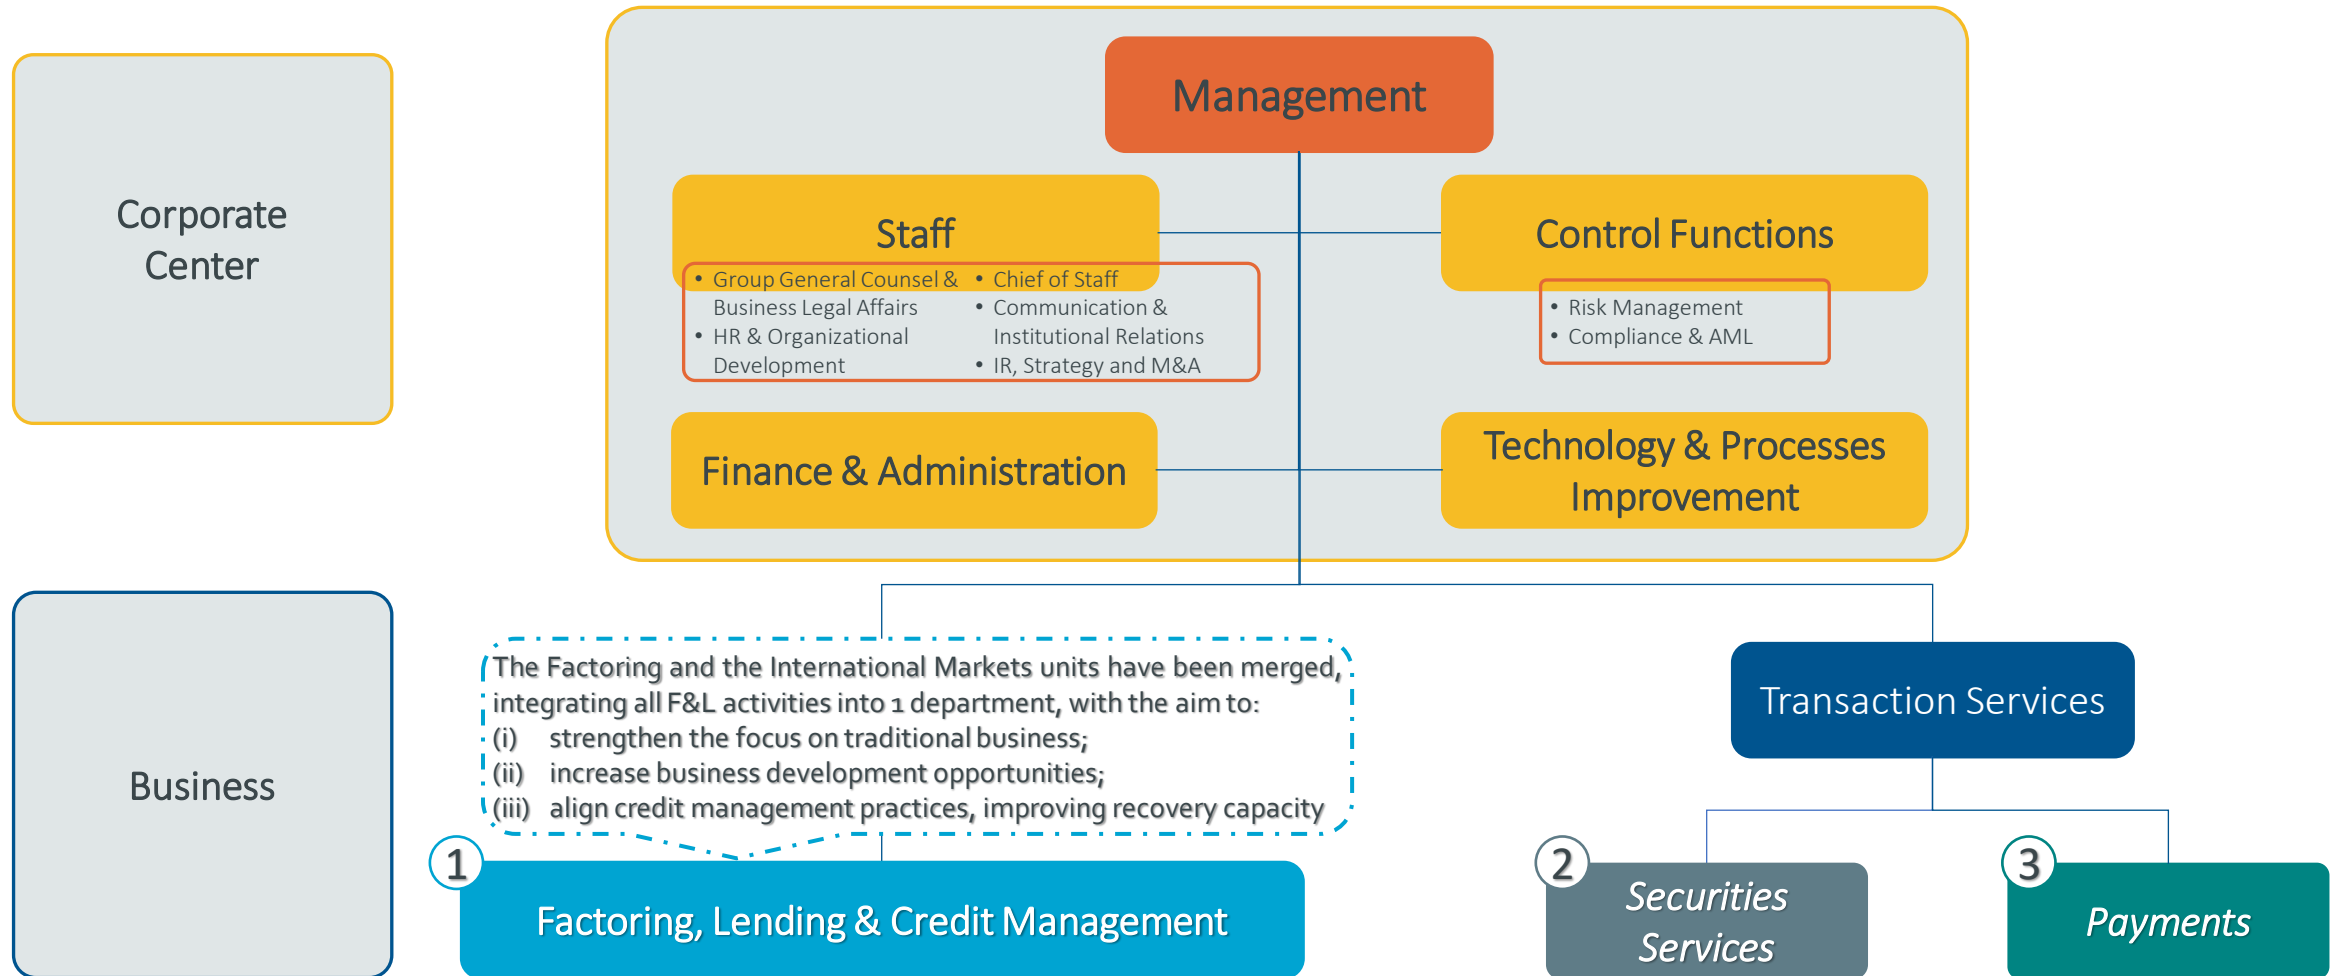 Management
Corporate
Center
Staff
• Group General Counsel &
Business Legal Affairs
• HR & Organizational
Development
• Chief of Staff
• Communication &
Institutional Relations
• IR, Strategy and M&A
Control Functions
• Risk Management
• Compliance & AML
Finance & Administration
Technology & Processes
Improvement
Business
The Factoring and the International Markets units have been merged,
integrating all F&L activities into 1 department, with the aim to:
(i) strengthen the focus on traditional business;
(ii) increase business development opportunities;
(iii) align credit management practices, improving recovery capacity
Transaction Services
1
Factoring, Lending & Credit Management
2
Securities
Services
3
Payments